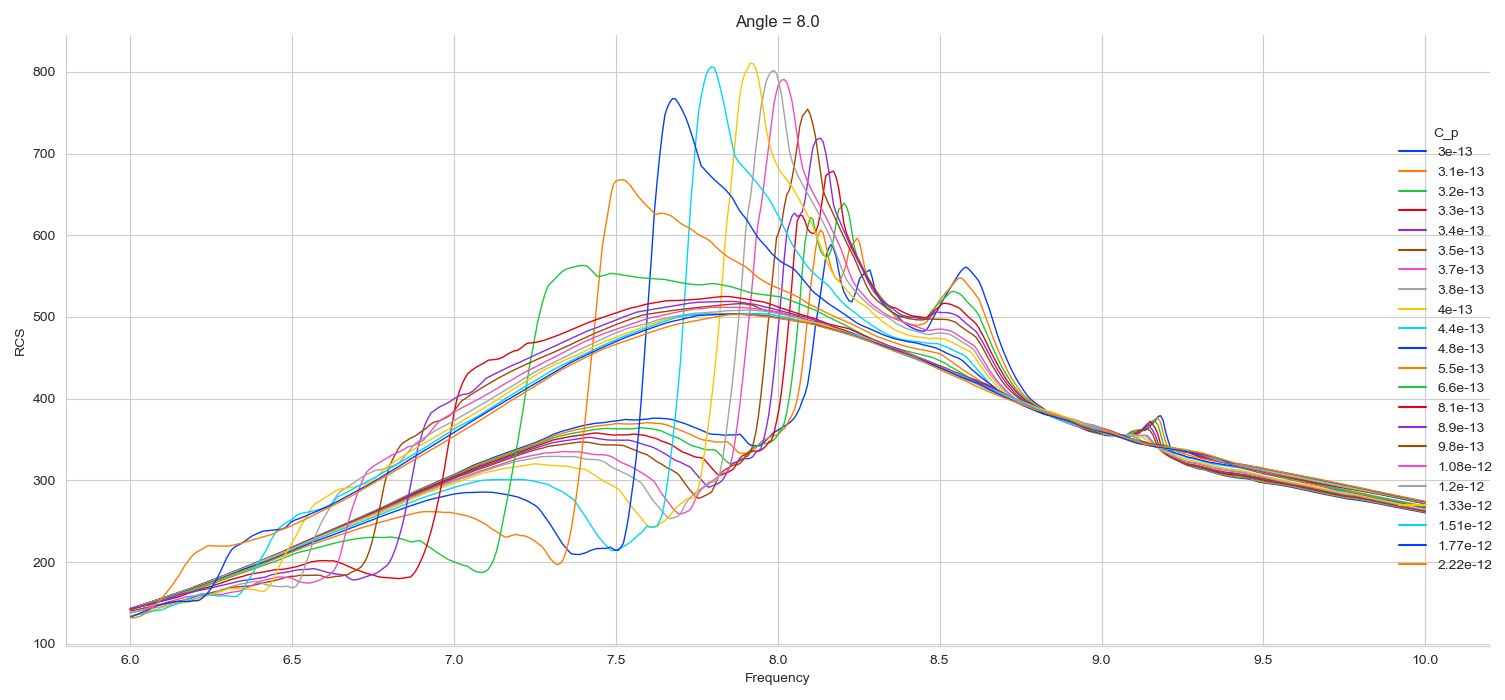 Angle = 8.0
RCS
800
700
600
500
400
300
200
100
6.0
6.5
7.0
7.5
8.0
8.5
9.0
9.5
10.0
Frequency
C_p
3e-13
3.1e-13
3.2e-13
3.3e-13
3.4e-13
3.5e-13
3.7e-13
3.8e-13
4e-13
4.4e-13
4.8e-13
5.5e-13
6.6e-13
8.1e-13
8.9e-13
9.8e-13
1.08e-12
1.2e-12
1.33e-12
1.51e-12
1.77e-12
2.22e-12